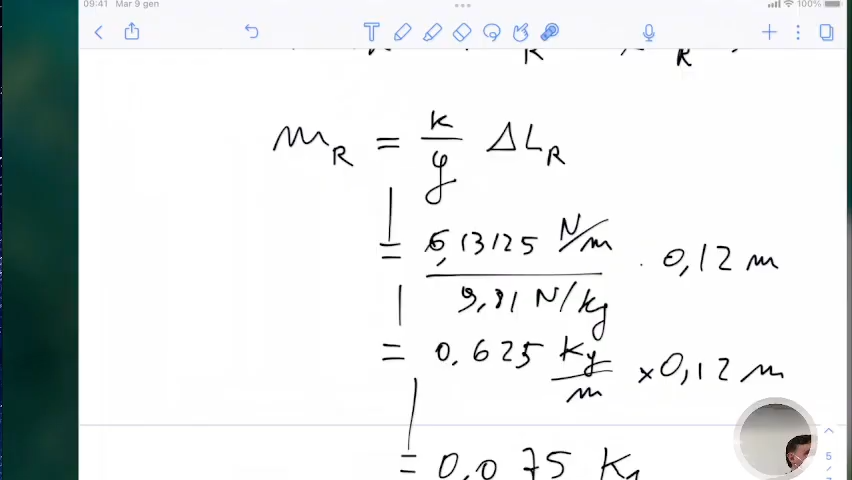 09:41 Mar 9 gen
100%
m_R = k/g ΔL_R
= 6,13125 N/m / 9,81 N/kg · 0,12 m
= 0,625 Kg/m × 0,12 m
= 0,075 Kg
5